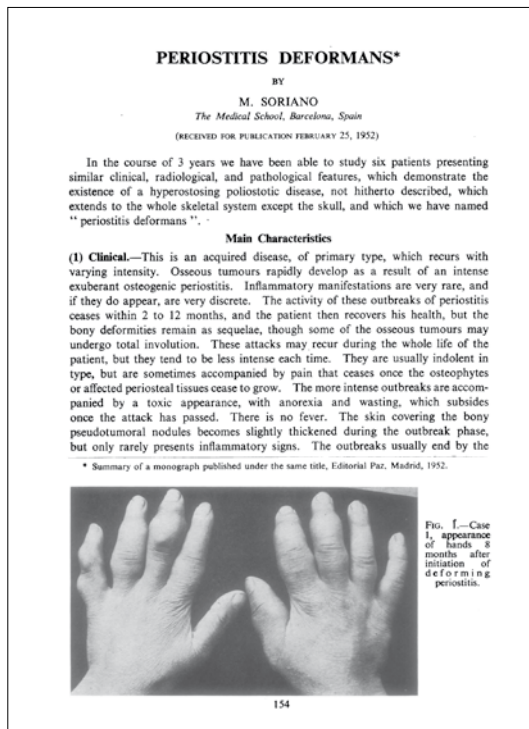 PERIOSTITIS DEFORMANS*
BY
M. SORIANO
The Medical School, Barcelona, Spain
(RECEIVED FOR PUBLICATION FEBRUARY 25, 1952)
In the course of 3 years we have been able to study six patients presenting
similar clinical, radiological, and pathological features, which demonstrate the
existence of a hyperostosing poliostotic disease, not hitherto described, which
extends to the whole skeletal system except the skull, and which we have named
“ periostitis deformans ”.
Main Characteristics
(1) Clinical.—This is an acquired disease, of primary type, which recurs with
varying intensity. Osseous tumours rapidly develop as a result of an intense
exuberant osteogenic periostitis. Inflammatory manifestations are very rare, and
if they do appear, are very discrete. The activity of these outbreaks of periostitis
ceases within 2 to 12 months, and the patient then recovers his health, but the
bony deformities remain as sequelae, though some of the osseous tumours may
undergo total involution. These attacks may recur during the whole life of the
patient, but they tend to be less intense each time. They are usually indolent in
type, but are sometimes accompanied by pain that ceases once the osteophytes
or affected periosteal tissues cease to grow. The more intense outbreaks are accom-
panied by a toxic appearance, with anorexia and wasting, which subsides
once the attack has passed. There is no fever. The skin covering the bony
pseudotumoral nodules becomes slightly thickened during the outbreak phase,
but only rarely presents inflammatory signs. The outbreaks usually end by the
* Summary of a monograph published under the same title, Editorial Paz, Madrid, 1952.
FIG. 1.—Case
1, appearance
of hands 8
months after
initiation of
deforming
periostitis.
154